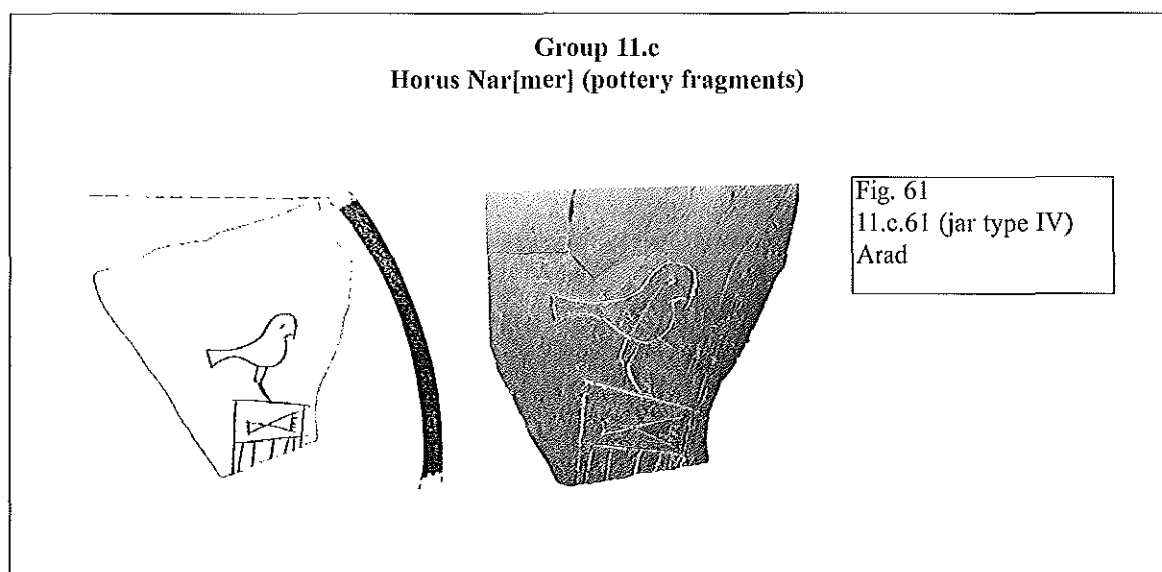 Group 11.c
Horus Nar[mer] (pottery fragments)
Fig. 61
11.c.61 (jar type IV)
Arad